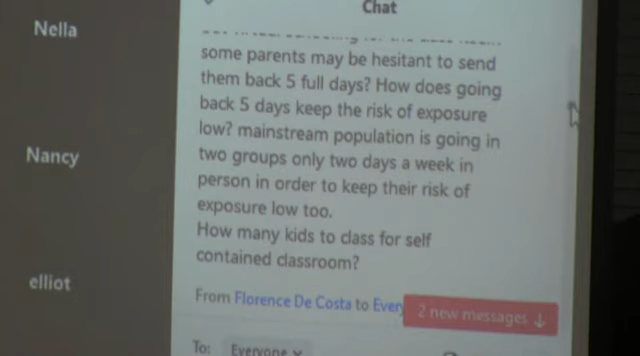 Chat
Nella
some parents may be hesitant to send
them back 5 full days? How does going
back 5 days keep the risk of exposure
low? mainstream population is going in
two groups only two days a week in
person in order to keep their risk of
exposure low too.
How many kids to class for self
contained classroom?
Nancy
elliot
From Florence De Costa to Every
2 new messages ↓
To: Everyone